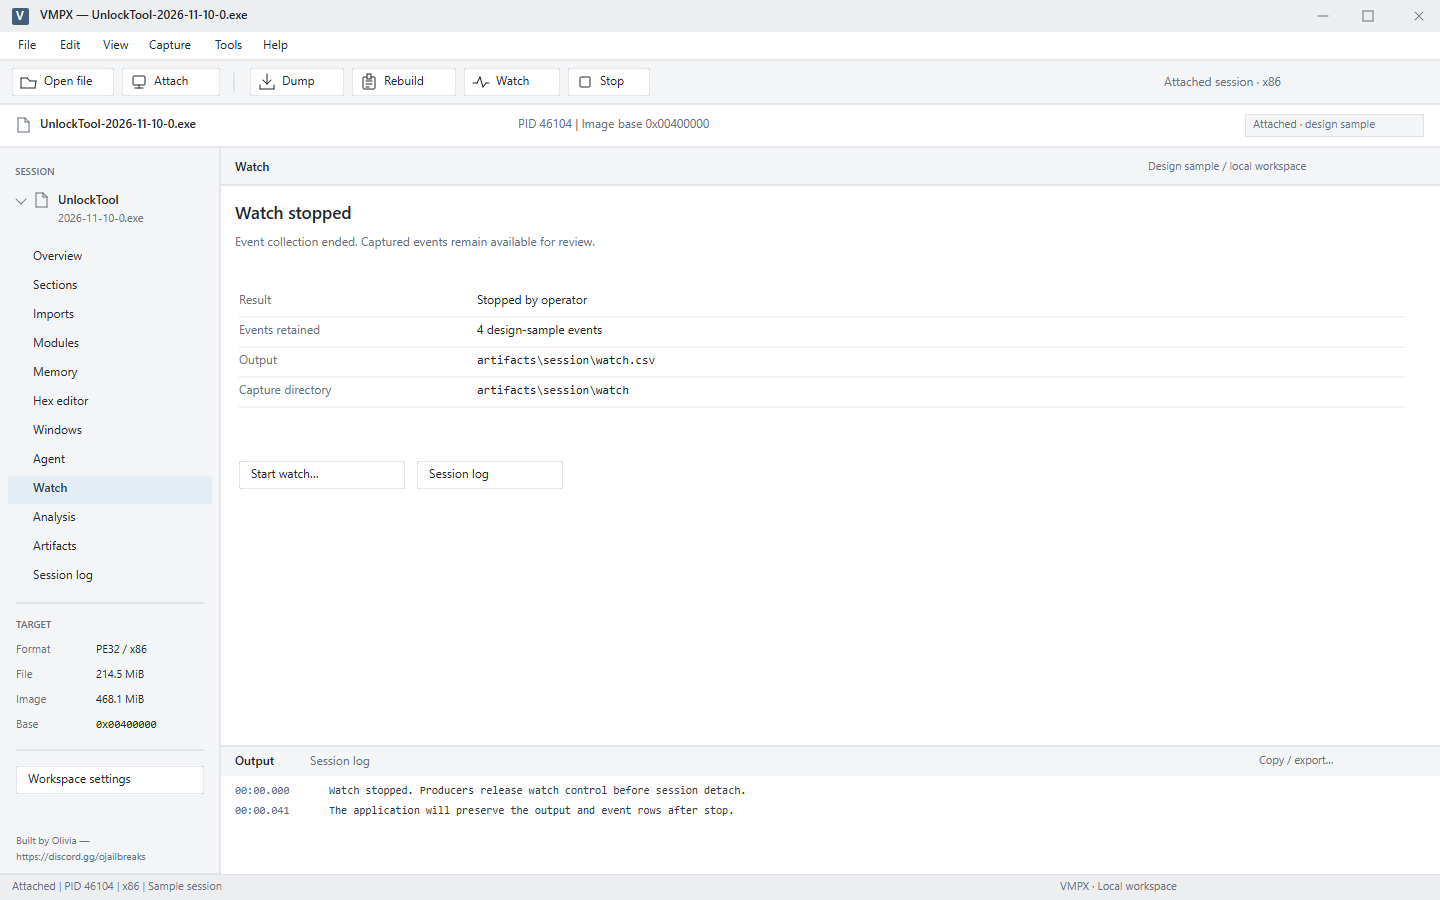 V VMPX — UnlockTool-2026-11-10-0.exe
File Edit View Capture Tools Help
Open file Attach Dump Rebuild Watch Stop Attached session · x86
UnlockTool-2026-11-10-0.exe PID 46104 | Image base 0x00400000 Attached · design sample
SESSION
UnlockTool
2026-11-10-0.exe
Overview
Sections
Imports
Modules
Memory
Hex editor
Windows
Agent
Watch
Analysis
Artifacts
Session log
TARGET
Format PE32 / x86
File 214.5 MiB
Image 468.1 MiB
Base 0x00400000
Workspace settings
Built by Olivia —
https://discord.gg/ojailbreaks
Watch Design sample / local workspace
Watch stopped
Event collection ended. Captured events remain available for review.
Result Stopped by operator
Events retained 4 design-sample events
Output artifacts\session\watch.csv
Capture directory artifacts\session\watch
Start watch... Session log
Output Session log Copy / export...
00:00.000 Watch stopped. Producers release watch control before session detach.
00:00.041 The application will preserve the output and event rows after stop.
Attached | PID 46104 | x86 | Sample session VMPX · Local workspace